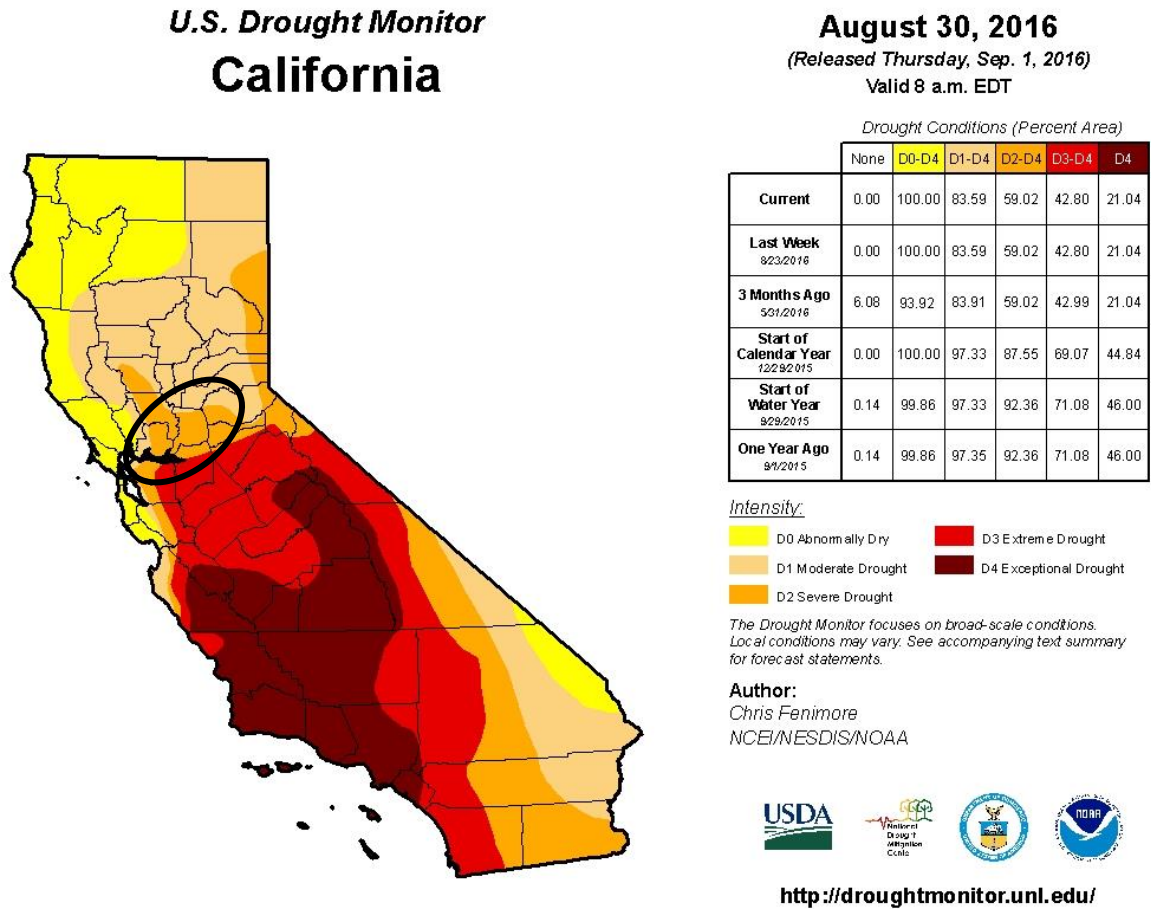 U.S. Drought Monitor
California
August 30, 2016
(Released Thursday, Sep. 1, 2016)
Valid 8 a.m. EDT
Drought Conditions (Percent Area)
None D0-D4 D1-D4 D2-D4 D3-D4 D4
Current 0.00 100.00 83.59 59.02 42.80 21.04
Last Week 0.00 100.00 83.59 59.02 42.80 21.04
8/23/2016
3 Months Ago 6.08 93.92 83.91 59.02 42.99 21.04
5/31/2016
Start of
Calendar Year 0.00 100.00 97.33 87.55 69.07 44.84
12/29/2015
Start of
Water Year 0.14 99.86 97.33 92.36 71.08 46.00
9/29/2015
One Year Ago 0.14 99.86 97.35 92.36 71.08 46.00
9/1/2015
Intensity:
D0 Abnormally Dry
D1 Moderate Drought
D2 Severe Drought
D3 Extreme Drought
D4 Exceptional Drought
The Drought Monitor focuses on broad-scale conditions.
Local conditions may vary. See accompanying text summary
for forecast statements.
Author:
Chris Fenimore
NCEI/NESDIS/NOAA
USDA
National
Drought
Mitigation
Center
NOAA
http://droughtmonitor.unl.edu/